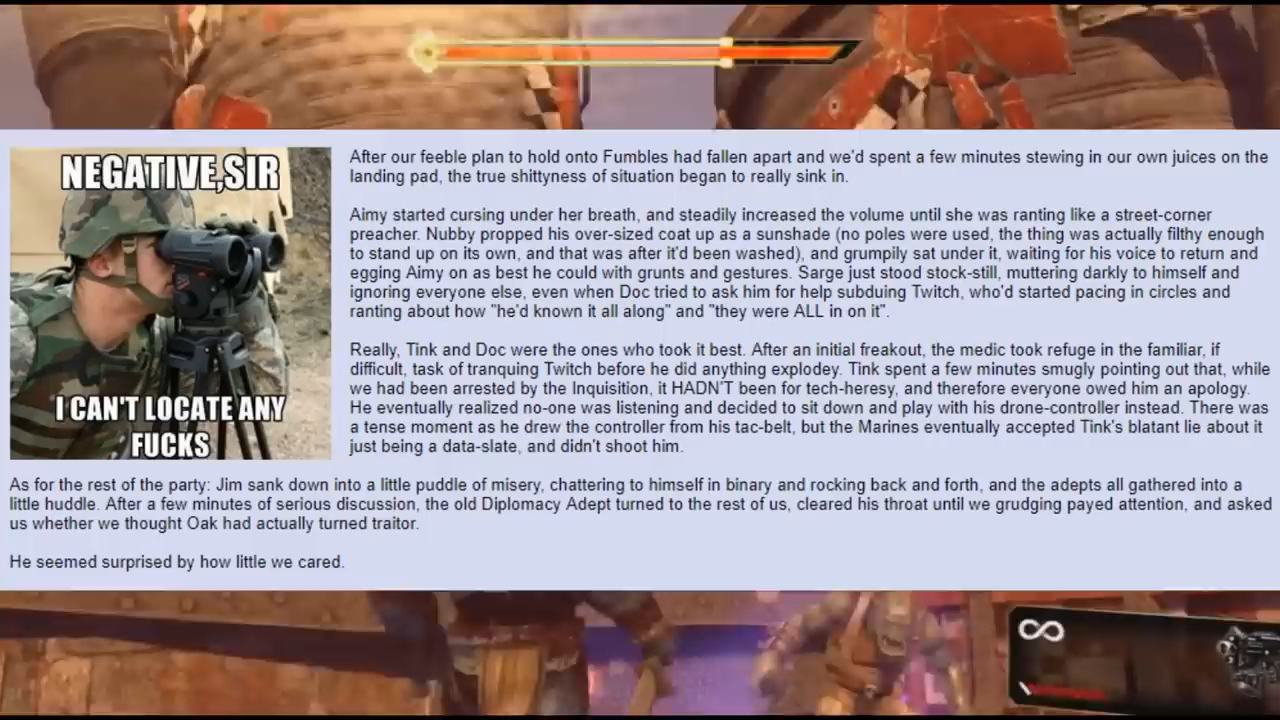 NEGATIVE,SIR
I CAN'T LOCATE ANY
FUCKS
After our feeble plan to hold onto Fumbles had fallen apart and we'd spent a few minutes stewing in our own juices on the
landing pad, the true shittyness of situation began to really sink in.
Aimy started cursing under her breath, and steadily increased the volume until she was ranting like a street-corner
preacher. Nubby propped his over-sized coat up as a sunshade (no poles were used, the thing was actually filthy enough
to stand up on its own, and that was after it'd been washed), and grumpily sat under it, waiting for his voice to return and
egging Aimy on as best he could with grunts and gestures. Sarge just stood stock-still, muttering darkly to himself and
ignoring everyone else, even when Doc tried to ask him for help subduing Twitch, who'd started pacing in circles and
ranting about how "he'd known it all along" and "they were ALL in on it".
Really, Tink and Doc were the ones who took it best. After an initial freakout, the medic took refuge in the familiar, if
difficult, task of tranquing Twitch before he did anything explodey. Tink spent a few minutes smugly pointing out that, while
we had been arrested by the Inquisition, it HADN'T been for tech-heresy, and therefore everyone owed him an apology.
He eventually realized no-one was listening and decided to sit down and play with his drone-controller instead. There was
a tense moment as he drew the controller from his tac-belt, but the Marines eventually accepted Tink's blatant lie about it
just being a data-slate, and didn't shoot him.
As for the rest of the party: Jim sank down into a little puddle of misery, chattering to himself in binary and rocking back and forth, and the adepts all gathered into a
little huddle. After a few minutes of serious discussion, the old Diplomacy Adept turned to the rest of us, cleared his throat until we grudging payed attention, and asked
us whether we thought Oak had actually turned traitor.
He seemed surprised by how little we cared.